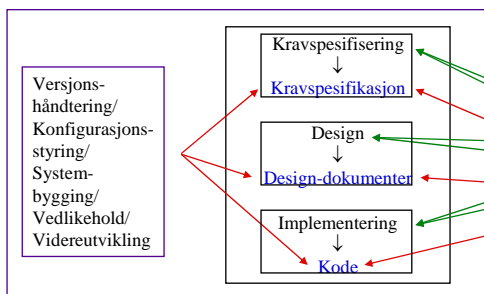 Versjons-
håndtering/
Konfigurasjons-
styring/
System-
bygging/
Vedlikehold/
Videreutvikling
Kravspesifisering
↓
Kravspesifikasjon
Design
↓
Design-dokumenter
Implementering
↓
Kode